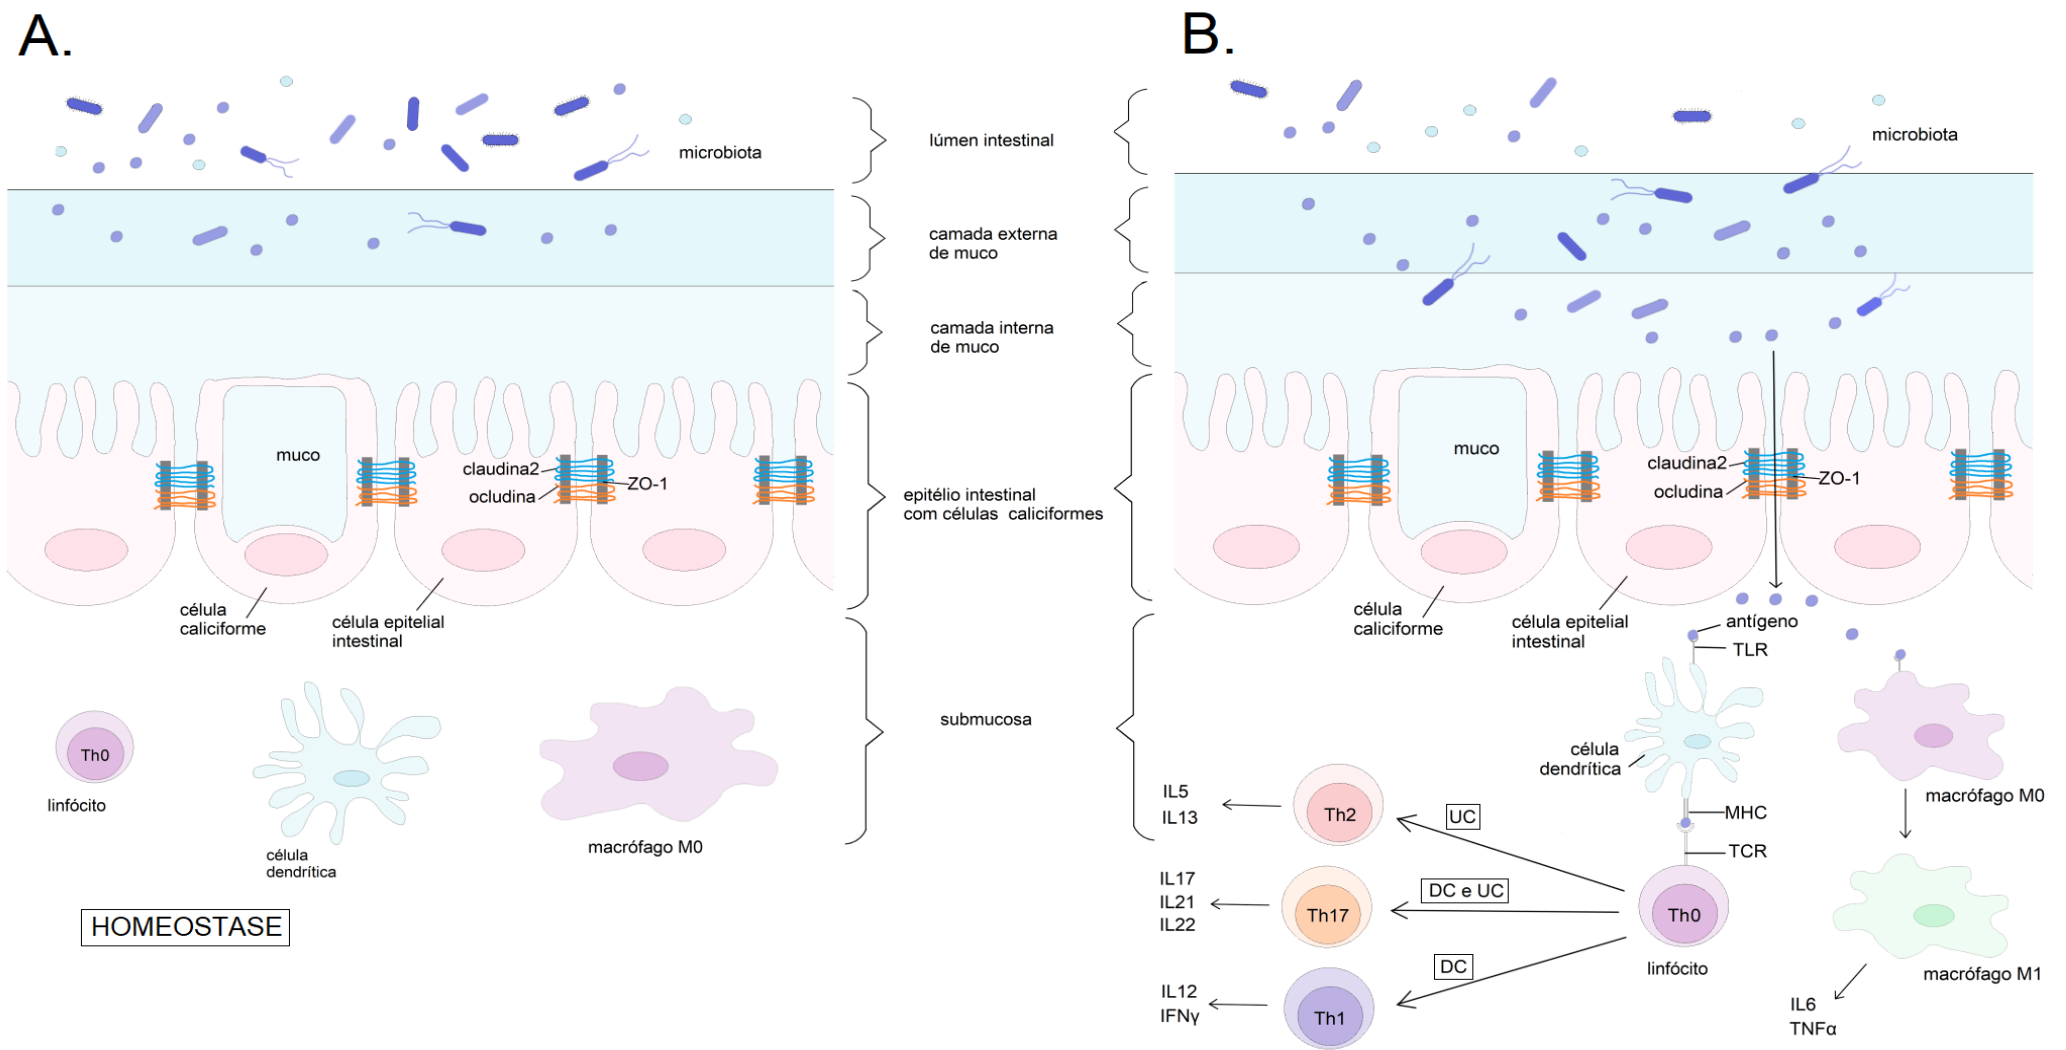 A.
microbiota
muco
claudina2
ocludina
ZO-1
célula
caliciforme
célula epitelial
intestinal
Th0
linfócito
célula
dendrítica
macrófago M0
HOMEOSTASE
lúmen intestinal
camada externa
de muco
camada interna
de muco
epitélio intestinal
com células caliciformes
submucosa
B.
microbiota
muco
claudina2
ocludina
ZO-1
célula
caliciforme
célula epitelial
intestinal
antígeno
TLR
célula
dendrítica
macrófago M0
MHC
TCR
Th0
linfócito
UC
DC e UC
DC
Th2
IL5
IL13
Th17
IL17
IL21
IL22
Th1
IL12
IFNγ
macrófago M1
IL6
TNFα